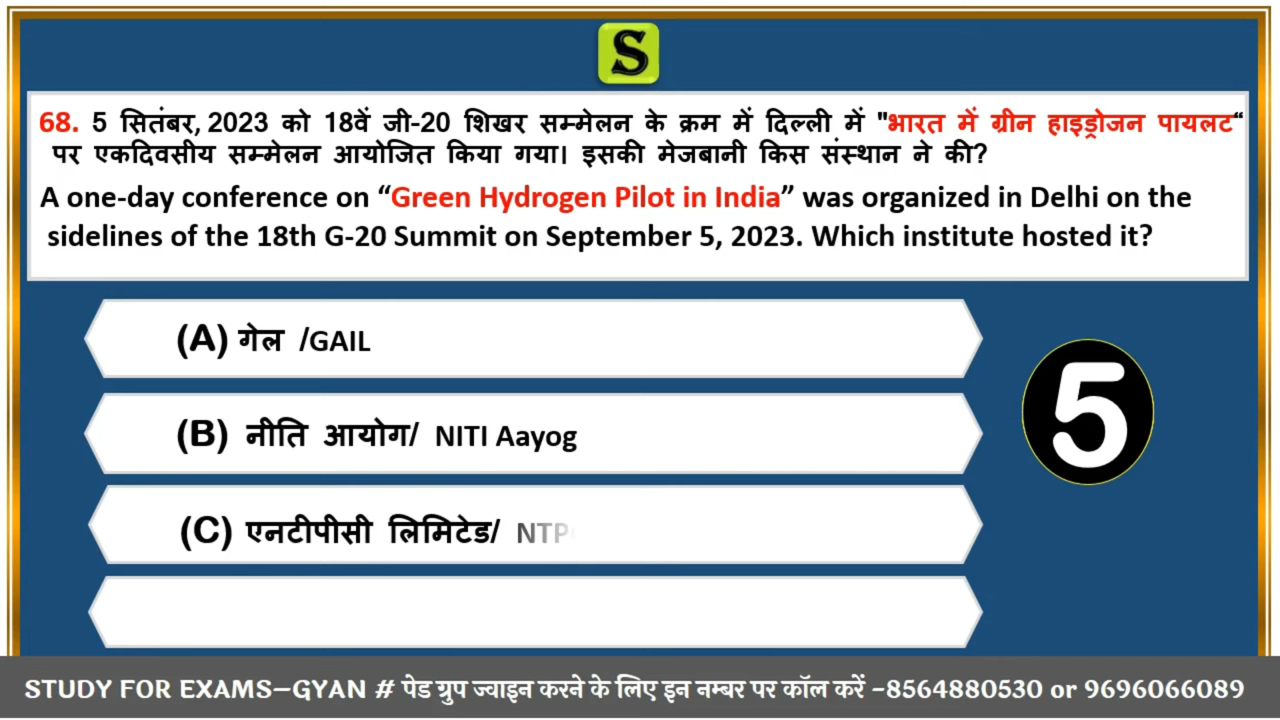 S
68. 5 सितंबर, 2023 को 18वें जी-20 शिखर सम्मेलन के क्रम में दिल्ली में "भारत में ग्रीन हाइड्रोजन पायलट“
पर एकदिवसीय सम्मेलन आयोजित किया गया। इसकी मेजबानी किस संस्थान ने की?
A one-day conference on “Green Hydrogen Pilot in India” was organized in Delhi on the
sidelines of the 18th G-20 Summit on September 5, 2023. Which institute hosted it?
(A) गेल /GAIL
(B) नीति आयोग/ NITI Aayog
5
(C) एनटीपीसी लिमिटेड/ NTP
STUDY FOR EXAMS–GYAN # पेड ग्रुप ज्वाइन करने के लिए इन नम्बर पर कॉल करें –8564880530 or 9696066089